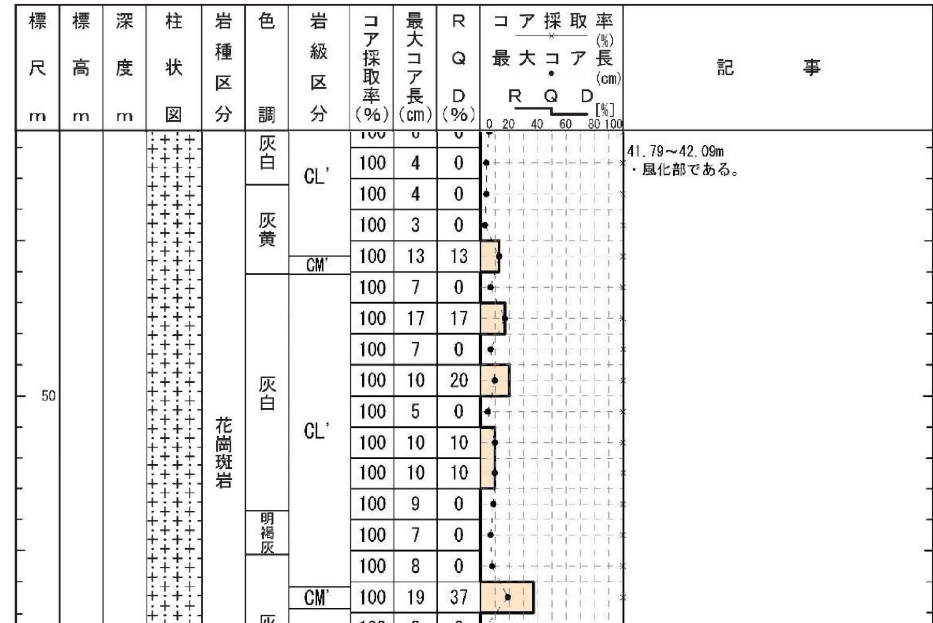 標尺m 標高m 深度m 柱状図 岩種区分 色調 岩級区分 コア採取率(%) 最大コア長(cm) RQD(%) コア採取率(%) 最大コア長(cm) RQD[%] 記事
0 20 40 60 80 100
灰白
41.79~42.09m
・風化部である。
CL'
100 4 0
100 4 0
灰黄
100 3 0
100 13 13
CM'
100 7 0
100 17 17
100 7 0
灰白
100 10 20
50
100 5 0
花崗斑岩
CL'
100 10 10
100 10 10
100 9 0
明褐灰
100 7 0
100 8 0
CM'
100 19 37